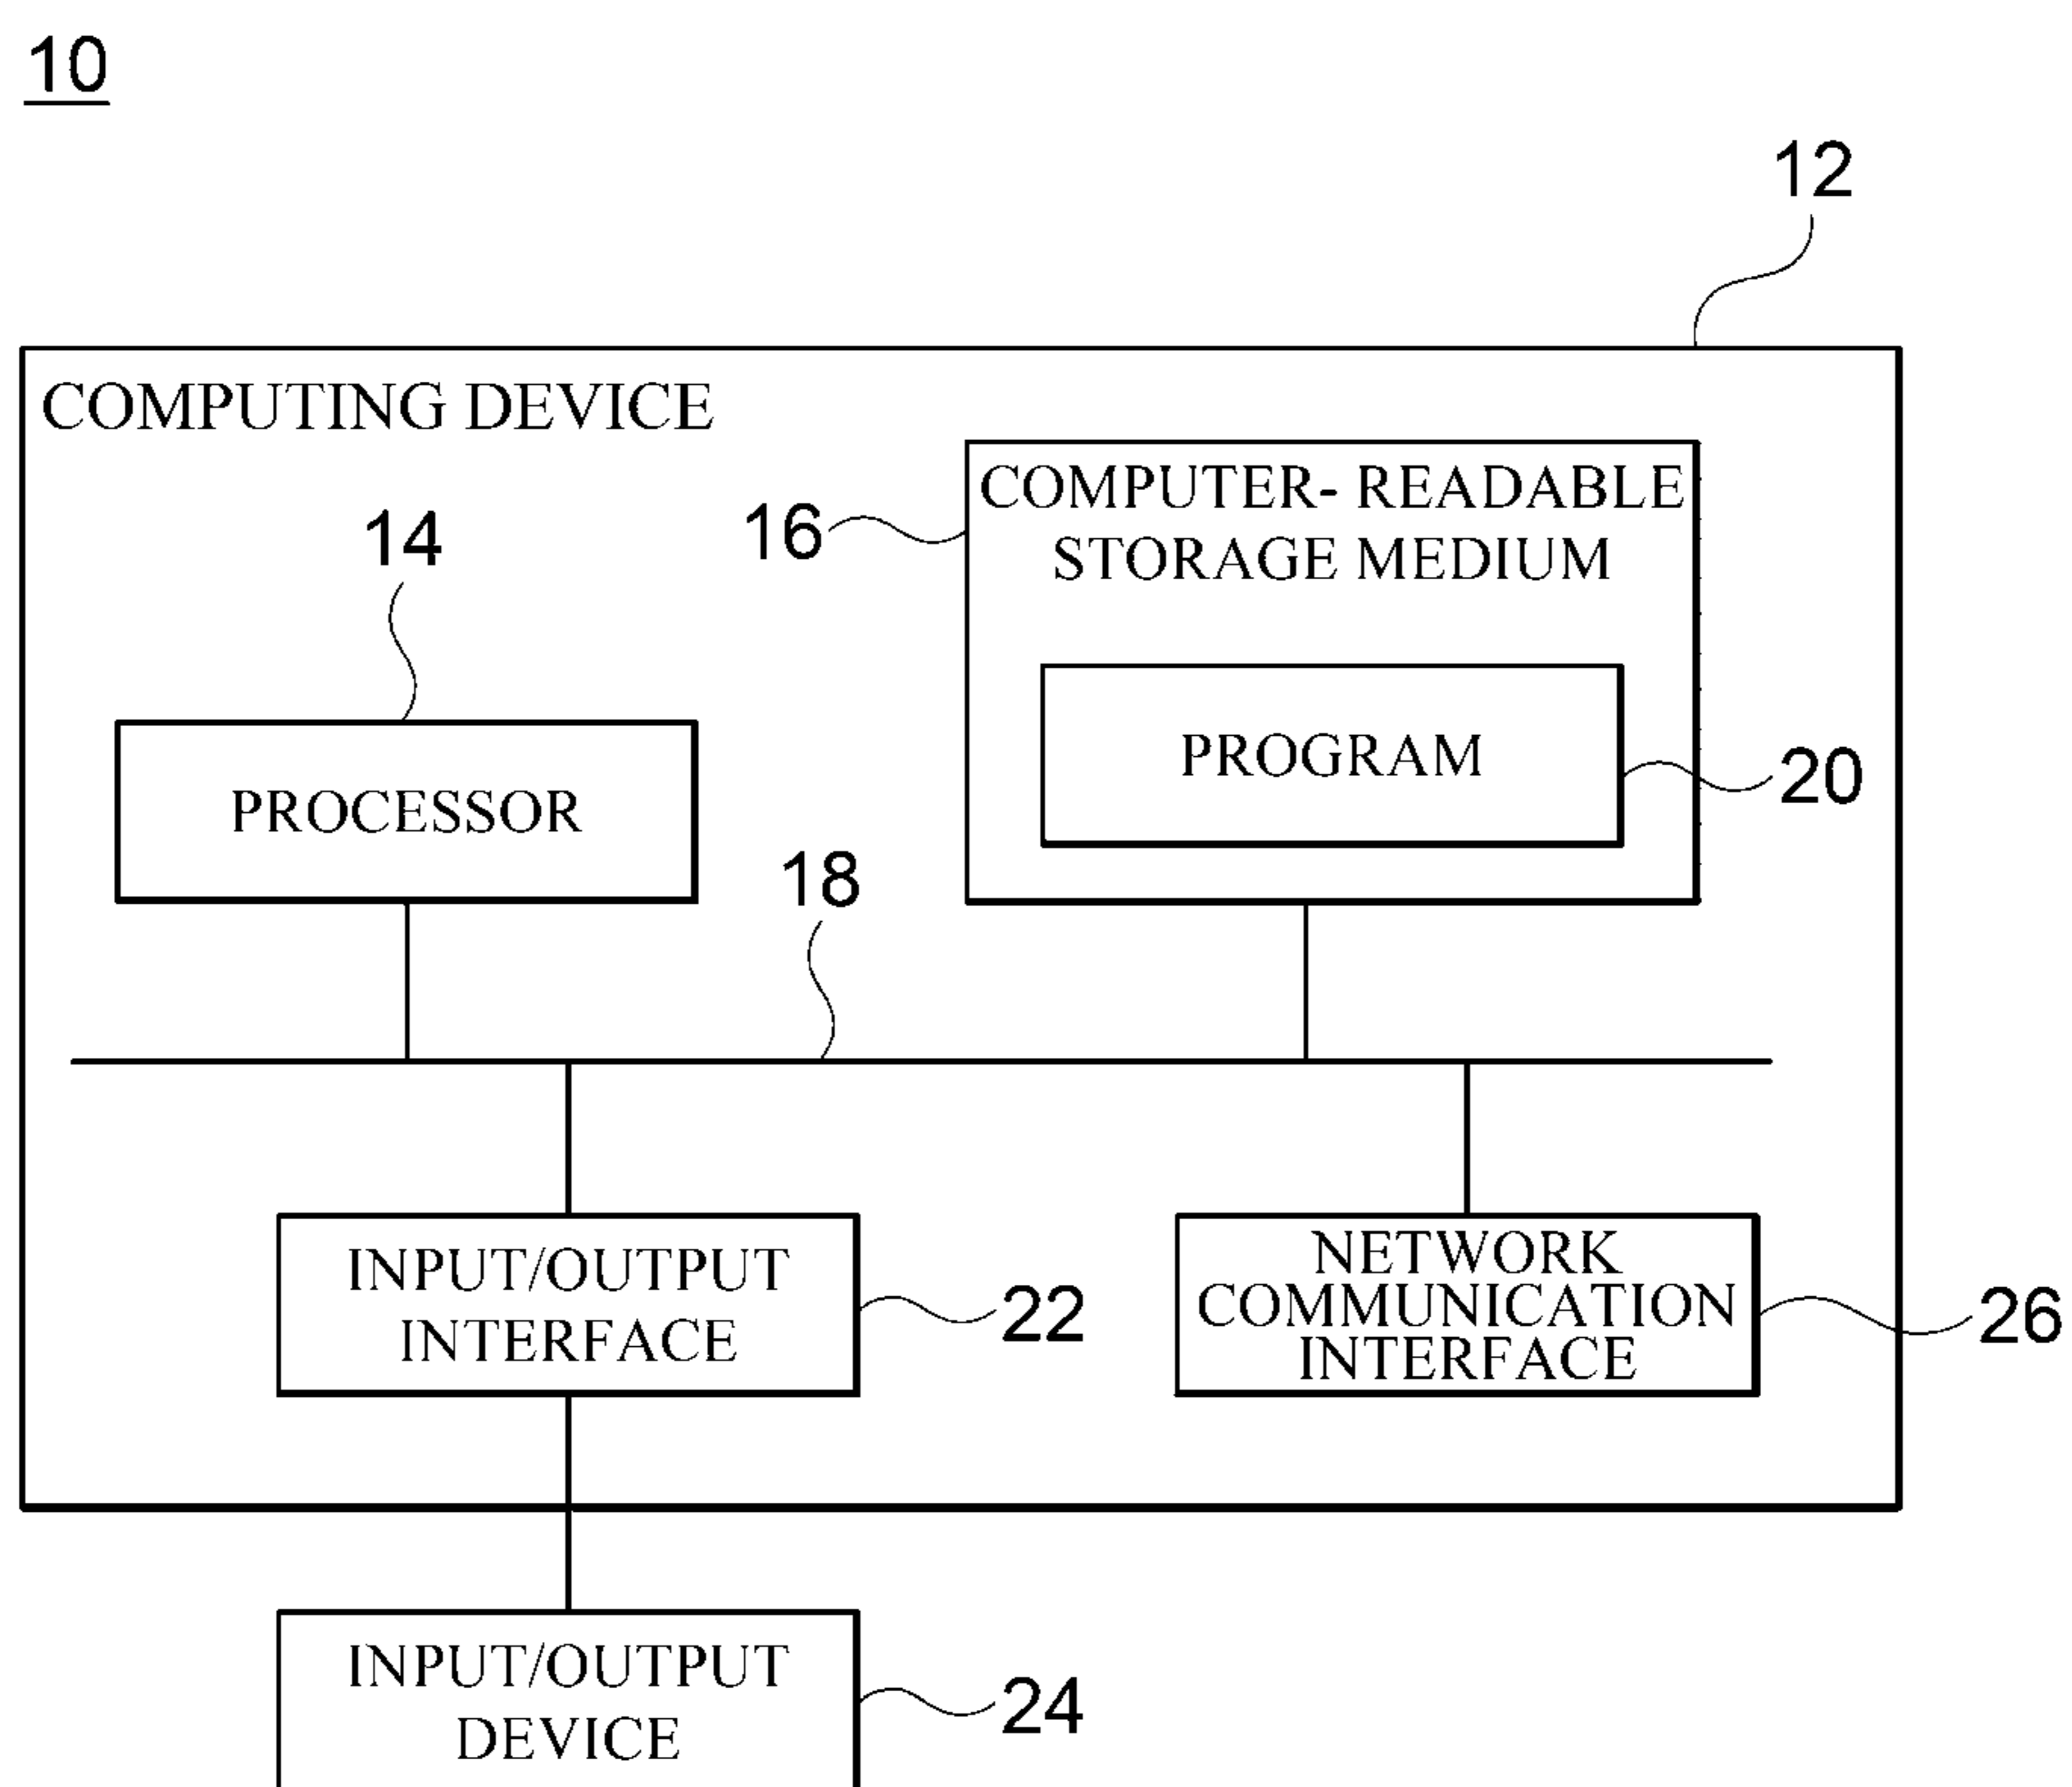 10
12
COMPUTING DEVICE
COMPUTER- READABLE
STORAGE MEDIUM
16
14
PROGRAM
20
PROCESSOR
18
INPUT/OUTPUT
INTERFACE
22
NETWORK
COMMUNICATION
INTERFACE
26
INPUT/OUTPUT
DEVICE
24